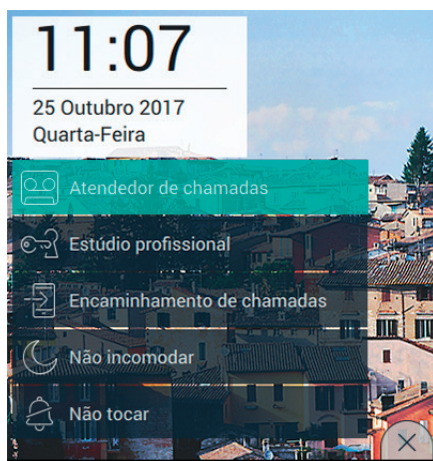 11:07
25 Outubro 2017
Quarta-Feira
Atendedor de chamadas
Estúdio profissional
Encaminhamento de chamadas
Não incomodar
Não tocar